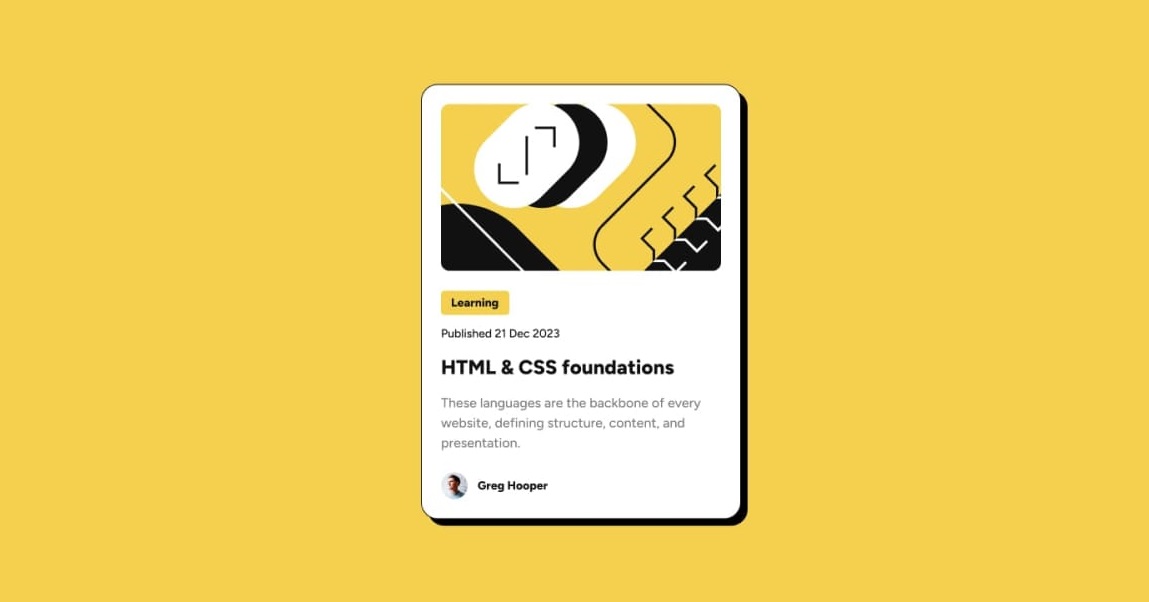 Learning
Published 21 Dec 2023
HTML & CSS foundations
These languages are the backbone of every
website, defining structure, content, and
presentation.
Greg Hooper